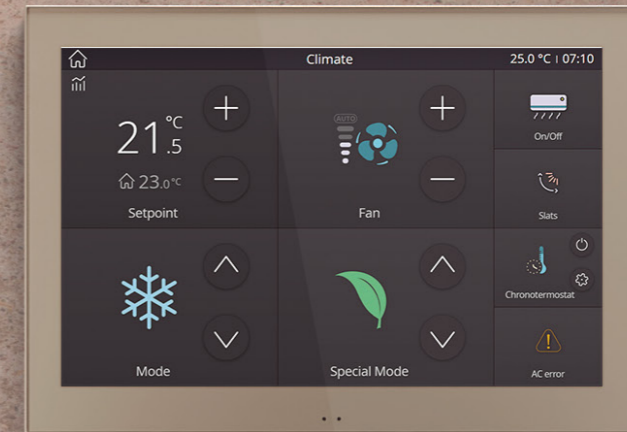 Climate
25.0 °C | 07:10
21.5 °C
23.0 °C
Setpoint
AUTO
Fan
On/Off
Slats
Chronotermostat
Mode
Special Mode
AC error